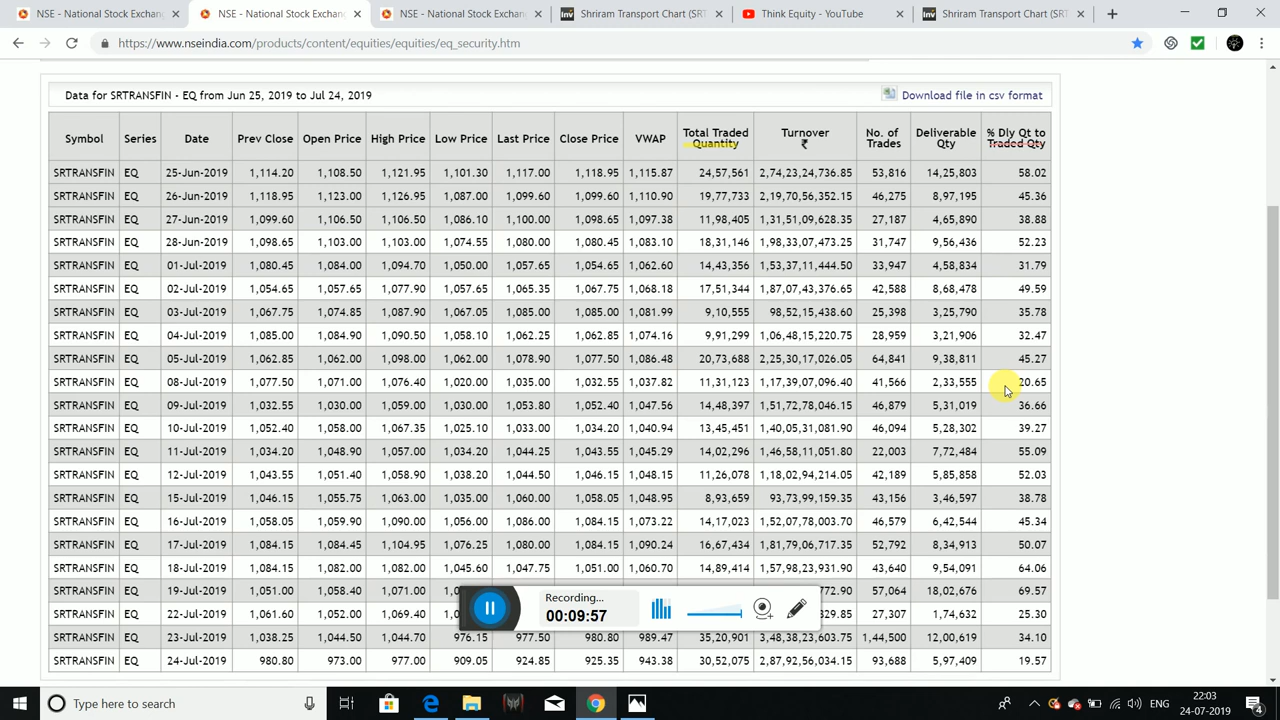 NSE - National Stock Exchan
NSE - National Stock Exchang
NSE - National Stock Exchan
Shriram Transport Chart (SRT
Think Equity - YouTube
Shriram Transport Chart (SRT
https://www.nseindia.com/products/content/equities/equities/eq_security.htm
Data for SRTRANSFIN - EQ from Jun 25, 2019 to Jul 24, 2019
Download file in csv format
Symbol Series Date Prev Close Open Price High Price Low Price Last Price Close Price VWAP Total Traded Quantity Turnover ₹ No. of Trades Deliverable Qty % Dly Qt to Traded Qty
SRTRANSFIN EQ 25-Jun-2019 1,114.20 1,108.50 1,121.95 1,101.30 1,117.00 1,118.95 1,115.87 24,57,561 2,74,23,24,736.85 53,816 14,25,803 58.02
SRTRANSFIN EQ 26-Jun-2019 1,118.95 1,123.00 1,126.95 1,087.00 1,099.60 1,099.60 1,110.90 19,77,733 2,19,70,56,352.15 46,275 8,97,195 45.36
SRTRANSFIN EQ 27-Jun-2019 1,099.60 1,106.50 1,106.50 1,086.10 1,100.00 1,098.65 1,097.38 11,98,405 1,31,51,09,628.35 27,187 4,65,890 38.88
SRTRANSFIN EQ 28-Jun-2019 1,098.65 1,103.00 1,103.00 1,074.55 1,080.00 1,080.45 1,083.10 18,31,146 1,98,33,07,473.25 31,747 9,56,436 52.23
SRTRANSFIN EQ 01-Jul-2019 1,080.45 1,084.00 1,094.70 1,050.00 1,057.65 1,054.65 1,062.60 14,43,356 1,53,37,11,444.50 33,947 4,58,834 31.79
SRTRANSFIN EQ 02-Jul-2019 1,054.65 1,057.65 1,077.90 1,057.65 1,065.35 1,067.75 1,068.18 17,51,344 1,87,07,43,376.65 42,588 8,68,478 49.59
SRTRANSFIN EQ 03-Jul-2019 1,067.75 1,074.85 1,087.90 1,067.05 1,085.00 1,085.00 1,081.99 9,10,555 98,52,15,438.60 25,398 3,25,790 35.78
SRTRANSFIN EQ 04-Jul-2019 1,085.00 1,084.90 1,090.50 1,058.10 1,062.25 1,062.85 1,074.16 9,91,299 1,06,48,15,220.75 28,959 3,21,906 32.47
SRTRANSFIN EQ 05-Jul-2019 1,062.85 1,062.00 1,098.00 1,062.00 1,078.90 1,077.50 1,086.48 20,73,688 2,25,30,17,026.05 64,841 9,38,811 45.27
SRTRANSFIN EQ 08-Jul-2019 1,077.50 1,071.00 1,076.40 1,020.00 1,035.00 1,032.55 1,037.82 11,31,123 1,17,39,07,096.40 41,566 2,33,555 20.65
SRTRANSFIN EQ 09-Jul-2019 1,032.55 1,030.00 1,059.00 1,030.00 1,053.80 1,052.40 1,047.56 14,48,397 1,51,72,78,046.15 46,879 5,31,019 36.66
SRTRANSFIN EQ 10-Jul-2019 1,052.40 1,058.00 1,067.35 1,025.10 1,033.00 1,034.20 1,040.94 13,45,451 1,40,05,31,081.90 46,094 5,28,302 39.27
SRTRANSFIN EQ 11-Jul-2019 1,034.20 1,048.90 1,057.00 1,034.20 1,044.25 1,043.55 1,045.29 14,02,296 1,46,58,11,051.80 22,003 7,72,484 55.09
SRTRANSFIN EQ 12-Jul-2019 1,043.55 1,051.40 1,058.90 1,038.20 1,044.50 1,046.15 1,048.15 11,26,078 1,18,02,94,214.05 42,189 5,85,858 52.03
SRTRANSFIN EQ 15-Jul-2019 1,046.15 1,055.75 1,063.00 1,035.00 1,060.00 1,058.05 1,048.95 8,93,659 93,73,99,159.35 43,156 3,46,597 38.78
SRTRANSFIN EQ 16-Jul-2019 1,058.05 1,059.90 1,090.00 1,056.00 1,086.00 1,084.15 1,073.22 14,17,023 1,52,07,78,003.70 46,579 6,42,544 45.34
SRTRANSFIN EQ 17-Jul-2019 1,084.15 1,084.45 1,104.95 1,076.25 1,080.00 1,084.15 1,090.24 16,67,434 1,81,79,06,717.35 52,792 8,34,913 50.07
SRTRANSFIN EQ 18-Jul-2019 1,084.15 1,082.00 1,082.00 1,045.60 1,047.75 1,051.00 1,060.70 14,89,414 1,57,98,23,931.90 43,640 9,54,091 64.06
SRTRANSFIN EQ 19-Jul-2019 1,051.00 1,068.00 772.90 57,064 18,02,676 69.57
SRTRANSFIN EQ 22-Jul-2019 1,061.60 1,052.00 1,069.40 1,0 329.85 27,307 1,74,632 25.30
SRTRANSFIN EQ 23-Jul-2019 1,038.25 1,044.50 1,044.70 976.15 977.50 980.80 989.47 35,20,901 3,48,38,23,603.75 1,44,500 12,00,619 34.10
SRTRANSFIN EQ 24-Jul-2019 980.80 973.00 977.00 909.05 924.85 925.35 943.38 30,52,075 2,87,92,56,034.15 93,688 5,97,409 19.57
Recording...
00:09:57
Type here to search
ENG
22:03
24-07-2019
4